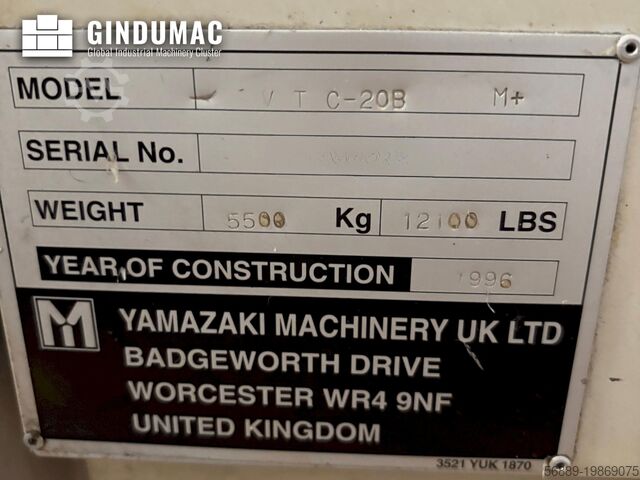 GINDUMAC
Global Industrial Machinery Cluster
MODEL VTC-20B M+
SERIAL No.
WEIGHT 5500 Kg 12100 LBS
YEAR OF CONSTRUCTION 1996
M YAMAZAKI MACHINERY UK LTD
BADGEWORTH DRIVE
WORCESTER WR4 9NF
UNITED KINGDOM
3521 YUK 1870
56889-19869075